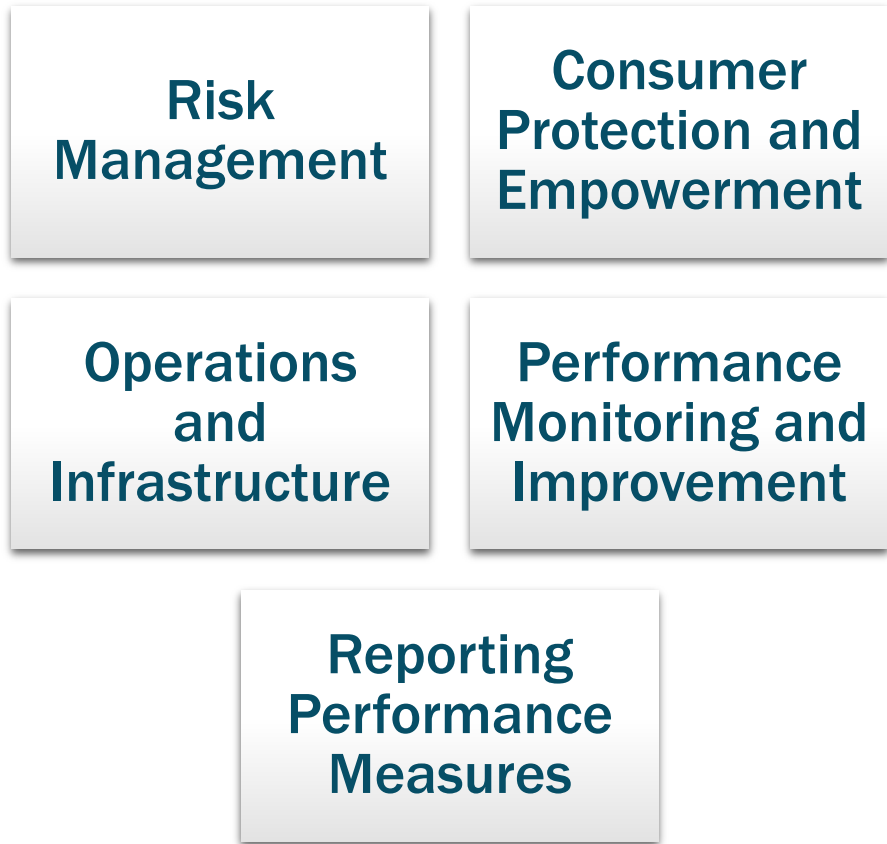 Risk
Management
Consumer
Protection and
Empowerment
Operations
and
Infrastructure
Performance
Monitoring and
Improvement
Reporting
Performance
Measures